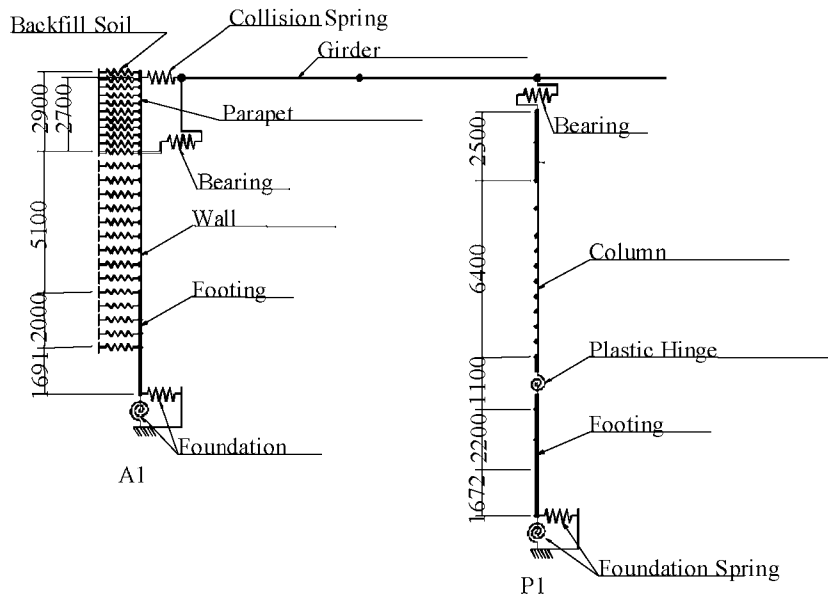 Backfill Soil
Collision Spring
Girder
Parapet
Bearing
Wall
Footing
Foundation
A1
2900
2700
5100
2000
1691
Bearing
Column
Plastic Hinge
Footing
Foundation Spring
P1
2500
6400
1100
2200
1672